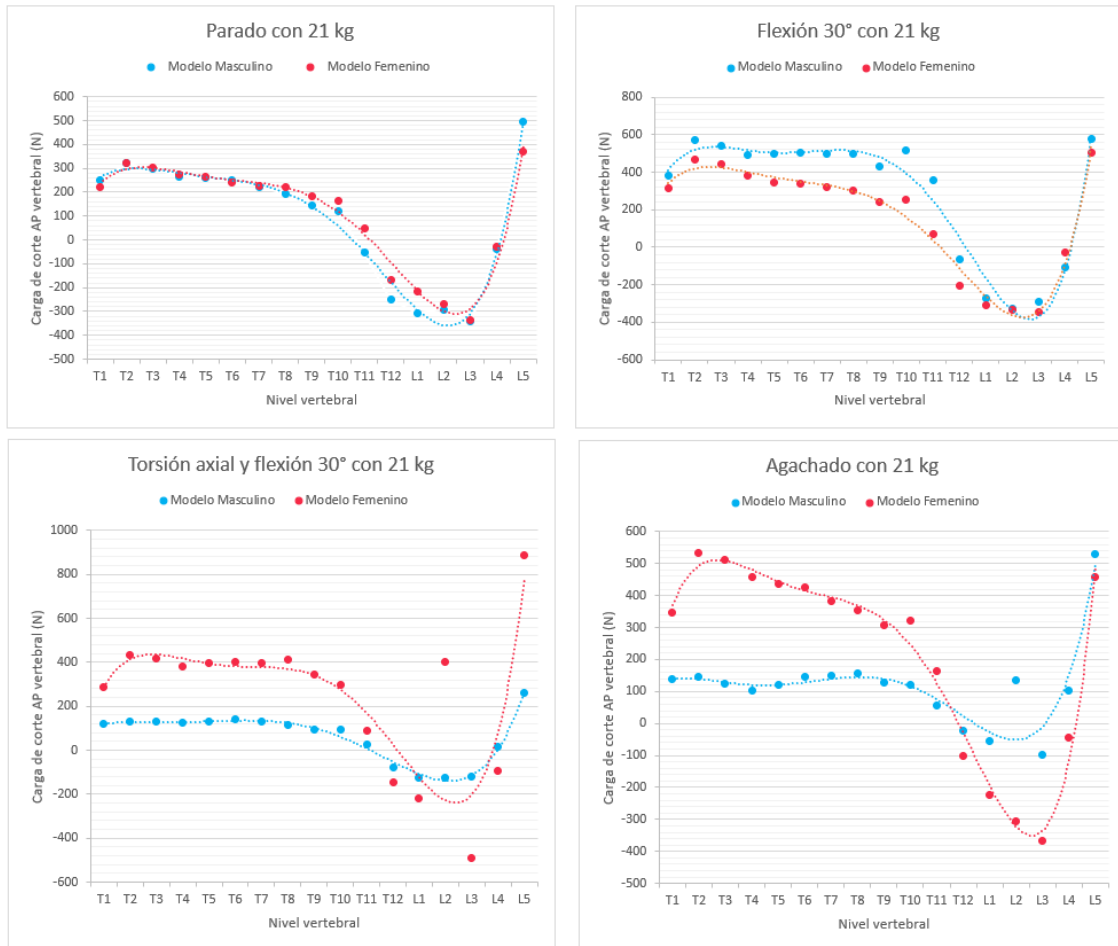 Parado con 21 kg
Modelo Masculino Modelo Femenino
Carga de corte AP vertebral (N)
600
500
400
300
200
100
0
-100
-200
-300
-400
-500
T1 T2 T3 T4 T5 T6 T7 T8 T9 T10 T11 T12 L1 L2 L3 L4 L5
Nivel vertebral
Flexión 30° con 21 kg
Modelo Masculino Modelo Femenino
Carga de corte AP vertebral (N)
800
600
400
200
0
-200
-400
-600
T1 T2 T3 T4 T5 T6 T7 T8 T9 T10 T11 T12 L1 L2 L3 L4 L5
Nivel vertebral
Torsión axial y flexión 30° con 21 kg
Modelo Masculino Modelo Femenino
Carga de corte AP vertebral (N)
1000
800
600
400
200
0
-200
-400
-600
T1 T2 T3 T4 T5 T6 T7 T8 T9 T10 T11 T12 L1 L2 L3 L4 L5
Nivel vertebral
Agachado con 21 kg
Modelo Masculino Modelo Femenino
Carga de corte AP vertebral (N)
600
500
400
300
200
100
0
-100
-200
-300
-400
-500
T1 T2 T3 T4 T5 T6 T7 T8 T9 T10 T11 T12 L1 L2 L3 L4 L5
Nivel vertebral